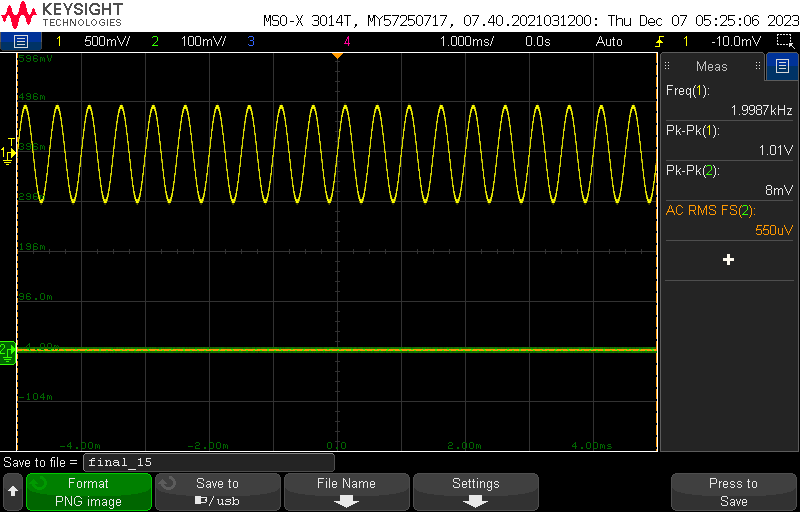 KEYSIGHT
TECHNOLOGIES
MSO-X 3014T, MY57250717, 07.40.2021031200: Thu Dec 07 05:25:06 2023
1 500mV/ 2 100mV/ 3 4 1.000ms/ 0.0s Auto 1 -10.0mV
596mV
496m
396m
296m
196m
96.0m
-4.00m
-104m
T
1
2
-4.00m -2.00m 0.0 2.00m 4.00ms
Meas
Freq(1):
1.9987kHz
Pk-Pk(1):
1.01V
Pk-Pk(2):
8mV
AC RMS FS(2):
550uV
+
Save to file = final_15
Format
PNG image
Save to
/usb
File Name
Settings
Press to
Save